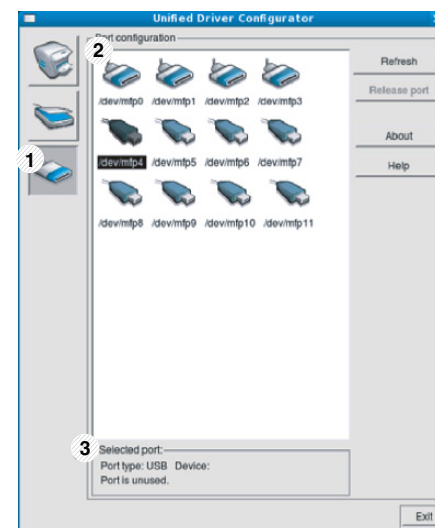 Unified Driver Configurator
Port configuration
2
Refresh
/dev/mfp0 /dev/mfp1 /dev/mfp2 /dev/mfp3
Release port
About
1
/dev/mfp4 /dev/mfp5 /dev/mfp6 /dev/mfp7
Help
/dev/mfp8 /dev/mfp9 /dev/mfp10 /dev/mfp11
3
Selected port:
Port type: USB Device:
Port is unused.
Exit